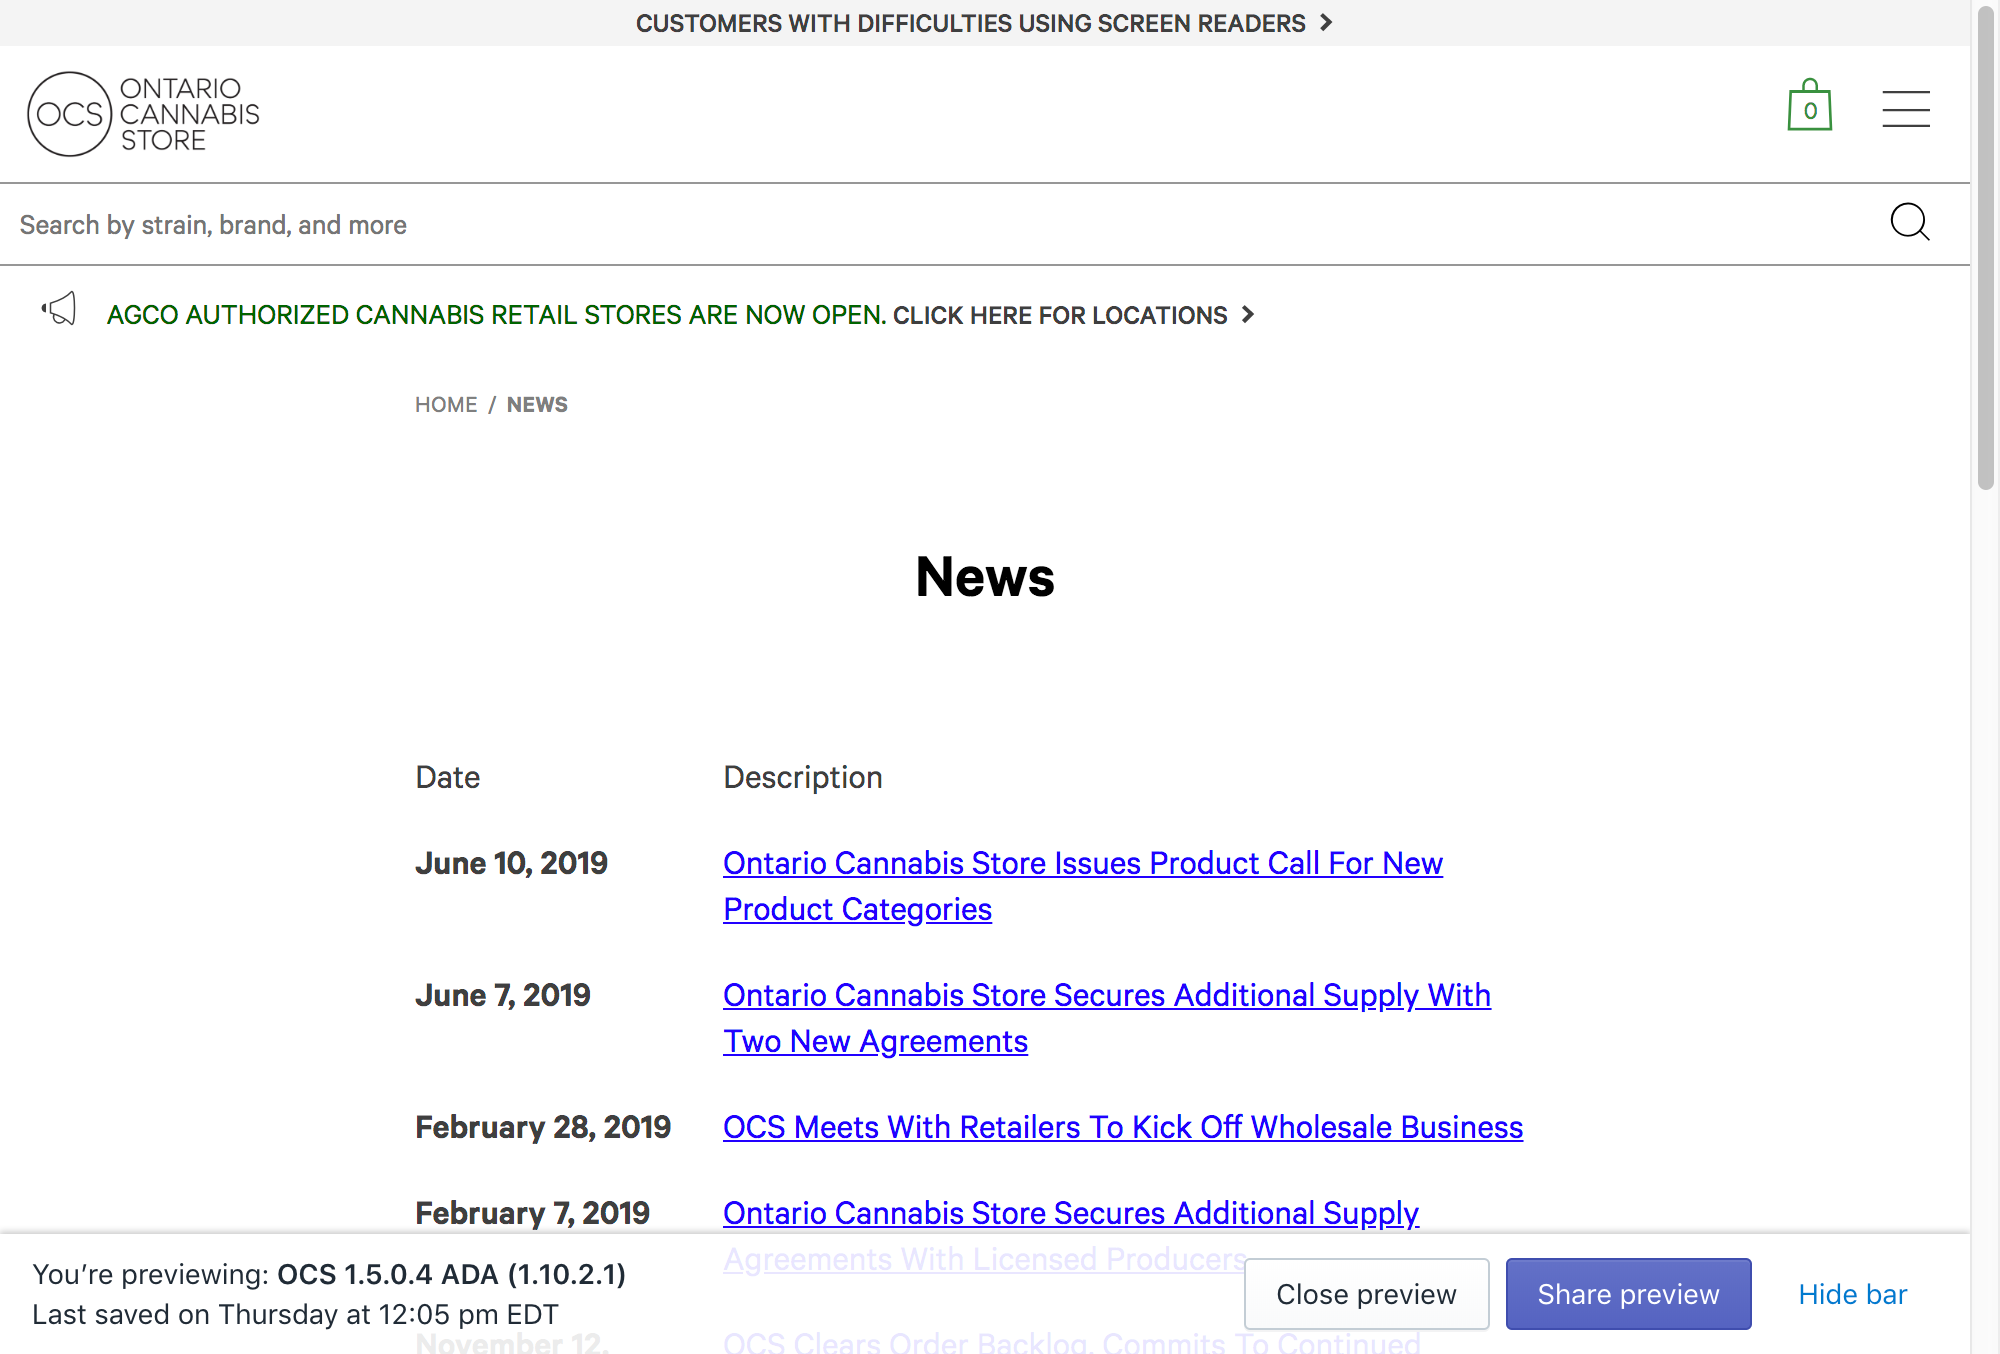 CUSTOMERS WITH DIFFICULTIES USING SCREEN READERS
OCS
ONTARIO
CANNABIS
STORE
0
Search by strain, brand, and more
AGCO AUTHORIZED CANNABIS RETAIL STORES ARE NOW OPEN. CLICK HERE FOR LOCATIONS
HOME / NEWS
News
Date Description
June 10, 2019 Ontario Cannabis Store Issues Product Call For New
Product Categories
June 7, 2019 Ontario Cannabis Store Secures Additional Supply With
Two New Agreements
February 28, 2019 OCS Meets With Retailers To Kick Off Wholesale Business
February 7, 2019 Ontario Cannabis Store Secures Additional Supply
Agreements With Licensed Producers
November 12, OCS Clears Order Backlog, Commits To Continued
You're previewing: OCS 1.5.0.4 ADA (1.10.2.1)
Last saved on Thursday at 12:05 pm EDT
Close preview
Share preview
Hide bar